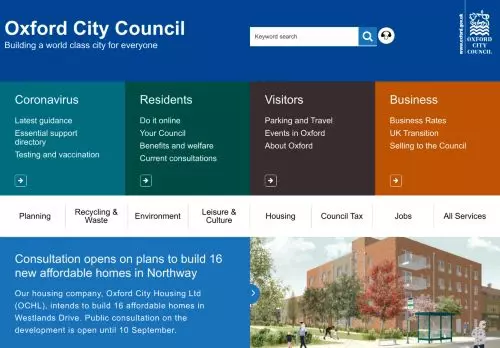 Oxford City Council
Building a world class city for everyone
Keyword search
www.oxford.gov.uk
OXFORD
CITY
COUNCIL
Coronavirus
Latest guidance
Essential support
directory
Testing and vaccination
Residents
Do it online
Your Council
Benefits and welfare
Current consultations
Visitors
Parking and Travel
Events in Oxford
About Oxford
Business
Business Rates
UK Transition
Selling to the Council
Planning
Recycling &
Waste
Environment
Leisure &
Culture
Housing
Council Tax
Jobs
All Services
Consultation opens on plans to build 16
new affordable homes in Northway
Our housing company, Oxford City Housing Ltd
(OCHL), intends to build 16 affordable homes in
Westlands Drive. Public consultation on the
development is open until 10 September.